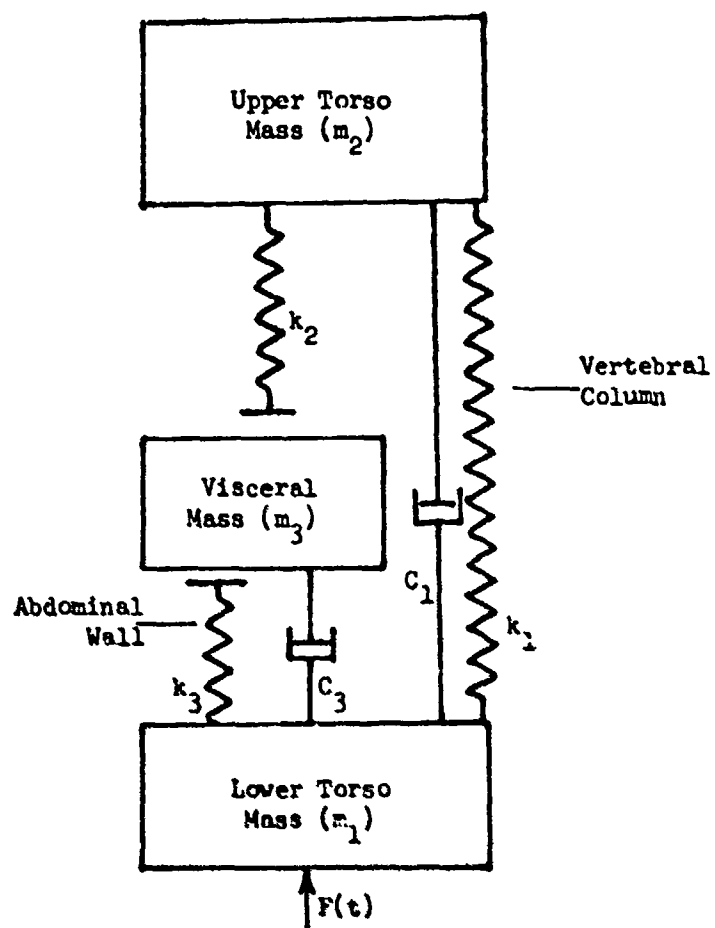 Upper Torso
Mass (m2)
k2
Vertebral
Column
Visceral
Mass (m3)
C1
Abdominal
Wall
k1
k3
C3
Lower Torso
Mass (m1)
F(t)